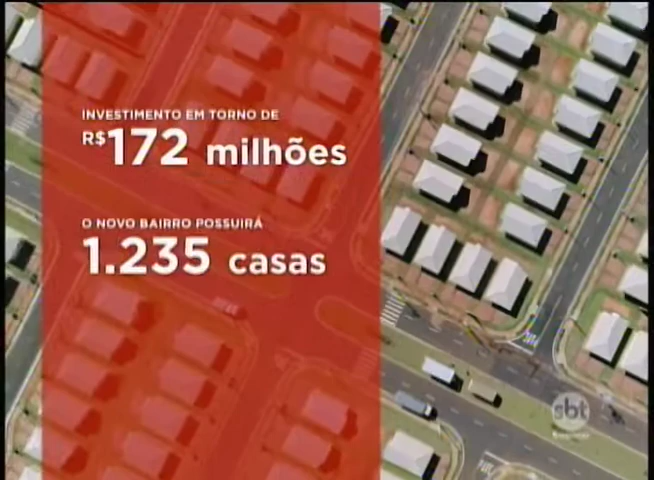 INVESTIMENTO EM TORNO DE
R$172 milhões
O NOVO BAIRRO POSSUIRÁ
1.235 casas
sbt